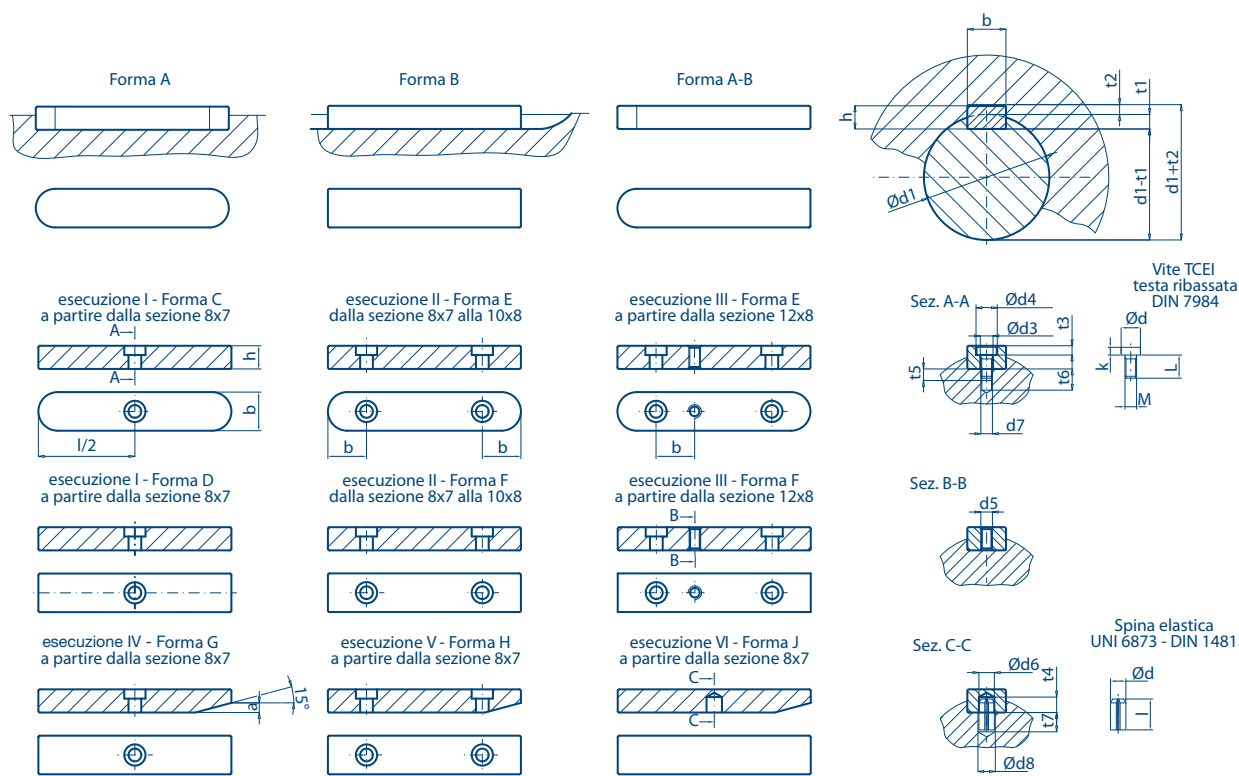 Forma A
Forma B
Forma A-B
b
h
t2
t1
d1-t1
d1+t2
Ød1
esecuzione I - Forma C
a partire dalla sezione 8x7
A
A
h
b
l/2
esecuzione II - Forma E
dalla sezione 8x7 alla 10x8
b
b
esecuzione III - Forma E
a partire dalla sezione 12x8
b
Sez. A-A
Ød4
Ød3
t3
t5
t6
d7
Vite TCEI
testa ribassata
DIN 7984
Ød
k
L
M
esecuzione I - Forma D
a partire dalla sezione 8x7
esecuzione II - Forma F
dalla sezione 8x7 alla 10x8
esecuzione III - Forma F
a partire dalla sezione 12x8
B
B
Sez. B-B
d5
esecuzione IV - Forma G
a partire dalla sezione 8x7
a
15°
esecuzione V - Forma H
a partire dalla sezione 8x7
esecuzione VI - Forma J
a partire dalla sezione 8x7
C
C
Sez. C-C
Ød6
t4
t7
Ød8
Spina elastica
UNI 6873 - DIN 1481
Ød
l